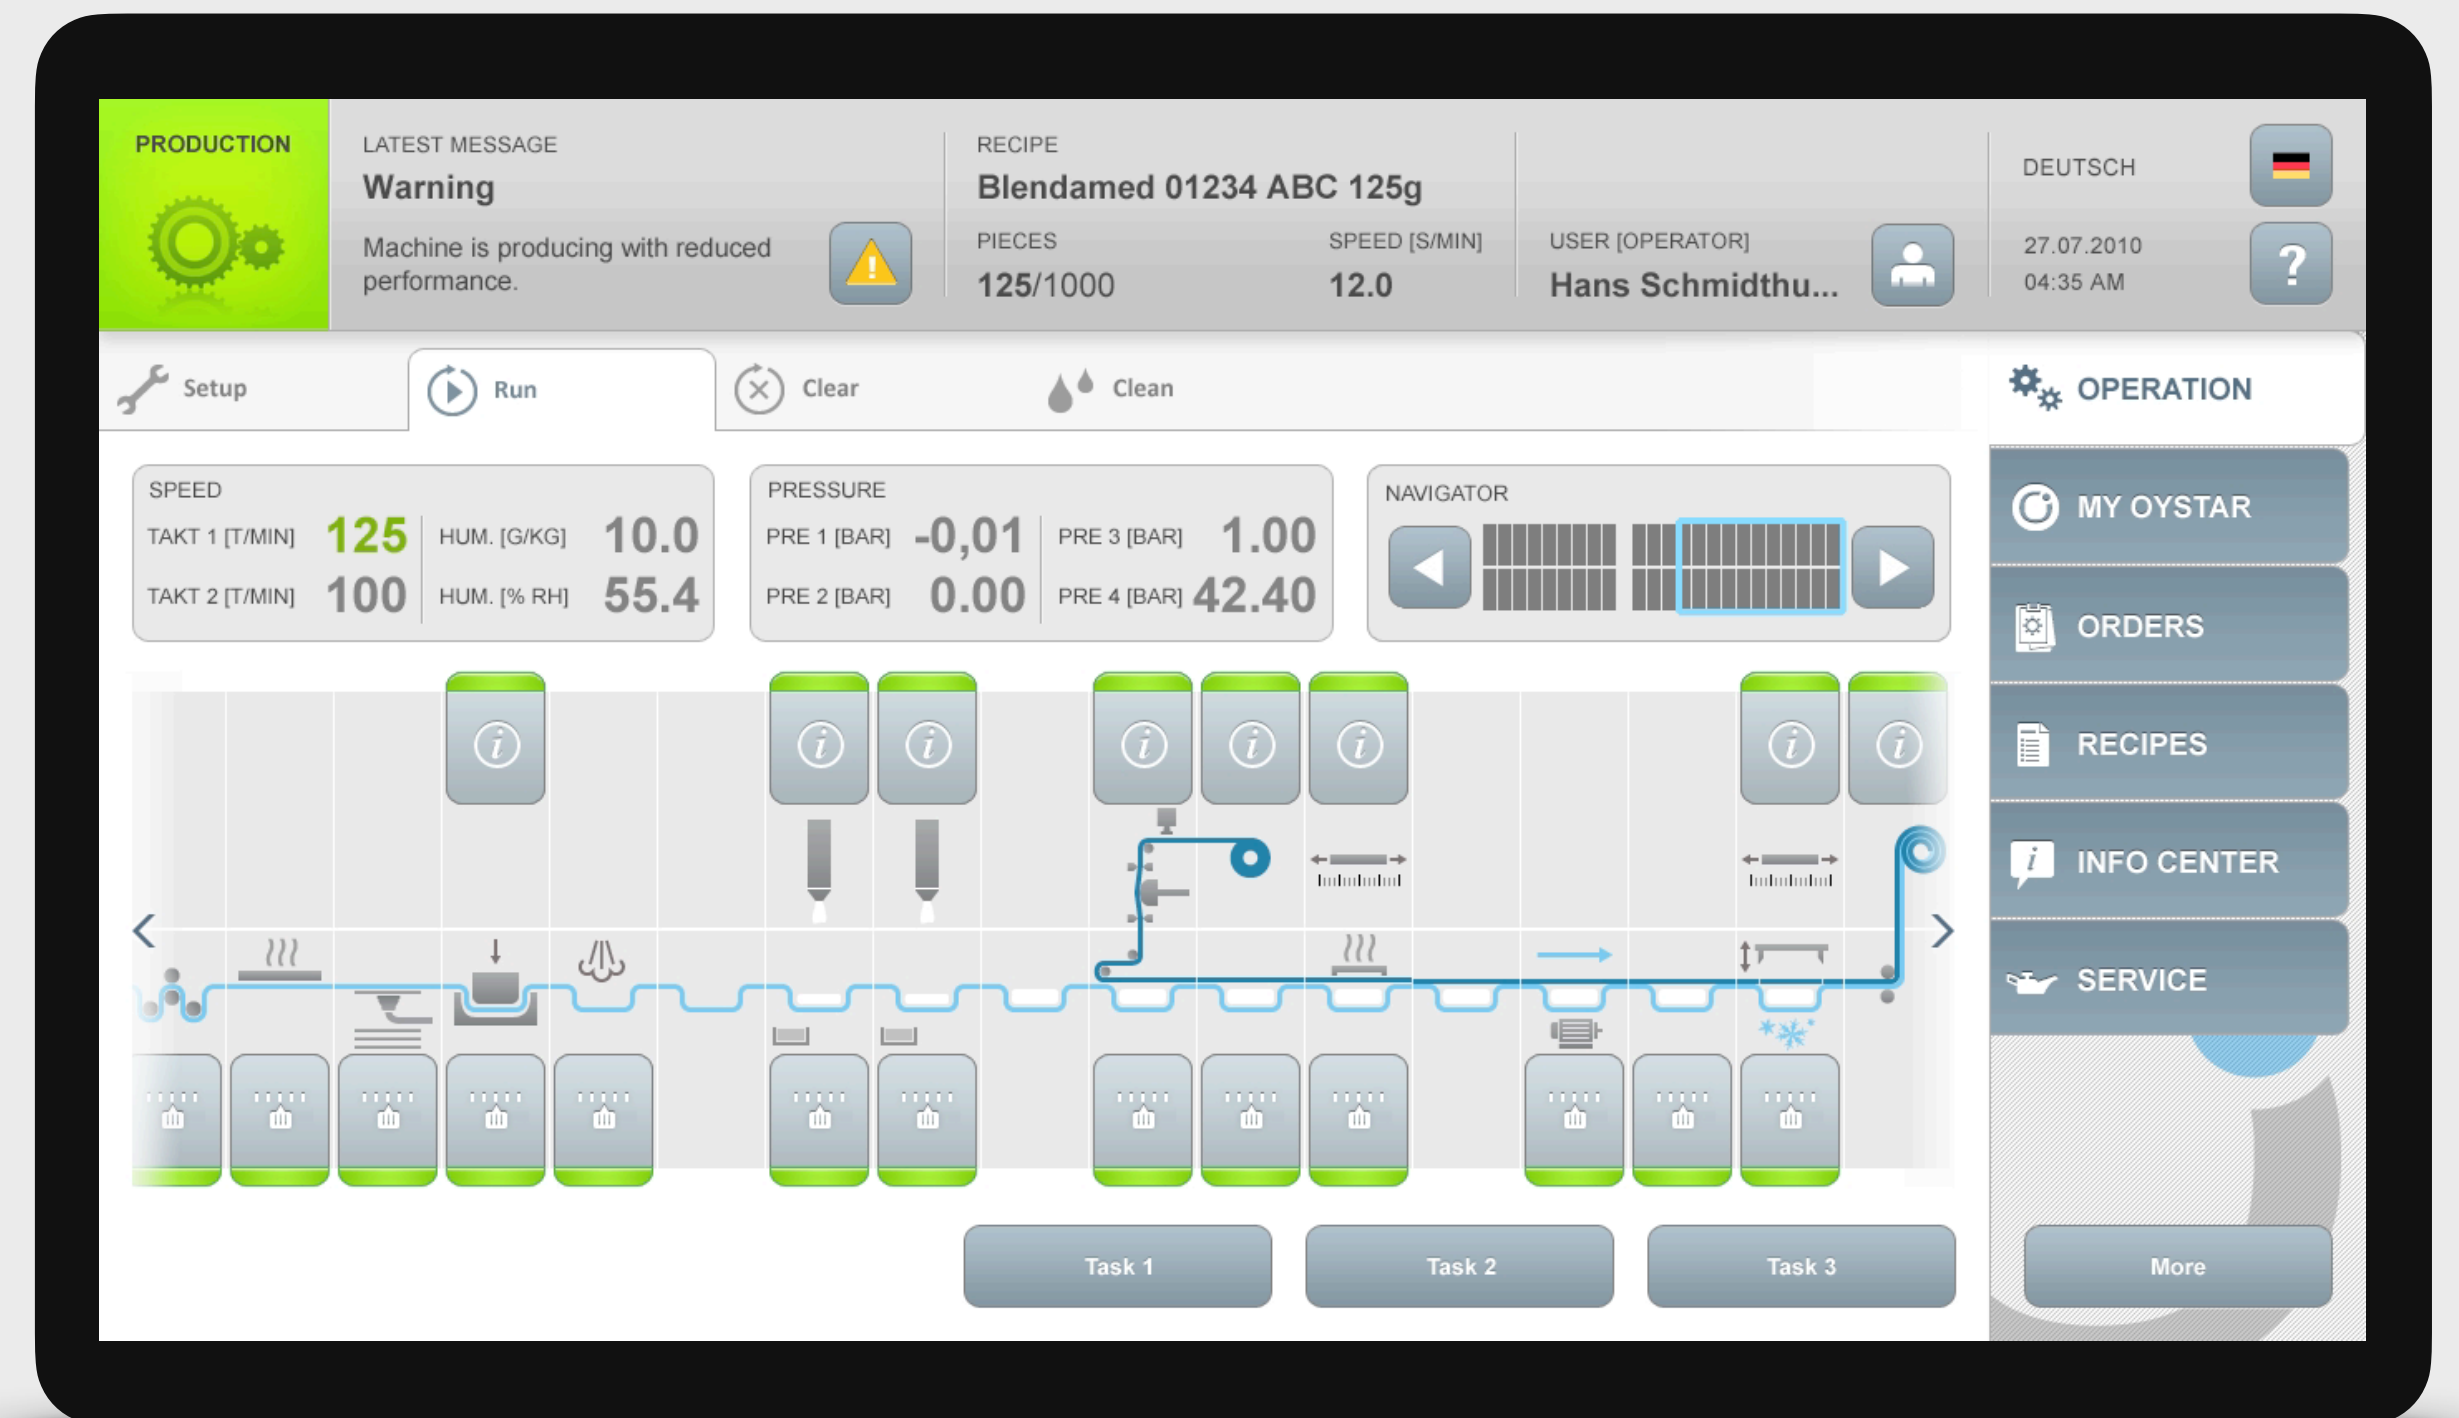 PRODUCTION
LATEST MESSAGE
Warning
Machine is producing with reduced
performance.
RECIPE
Blendamed 01234 ABC 125g
PIECES
125/1000
SPEED [S/MIN]
12.0
USER [OPERATOR]
Hans Schmidthu...
DEUTSCH
27.07.2010
04:35 AM
?
Setup
Run
Clear
Clean
SPEED
TAKT 1 [T/MIN] 125 HUM. [G/KG] 10.0
TAKT 2 [T/MIN] 100 HUM. [% RH] 55.4
PRESSURE
PRE 1 [BAR] -0,01 PRE 3 [BAR] 1.00
PRE 2 [BAR] 0.00 PRE 4 [BAR] 42.40
NAVIGATOR
OPERATION
MY OYSTAR
ORDERS
RECIPES
INFO CENTER
SERVICE
i i i i i i i i
Task 1
Task 2
Task 3
More